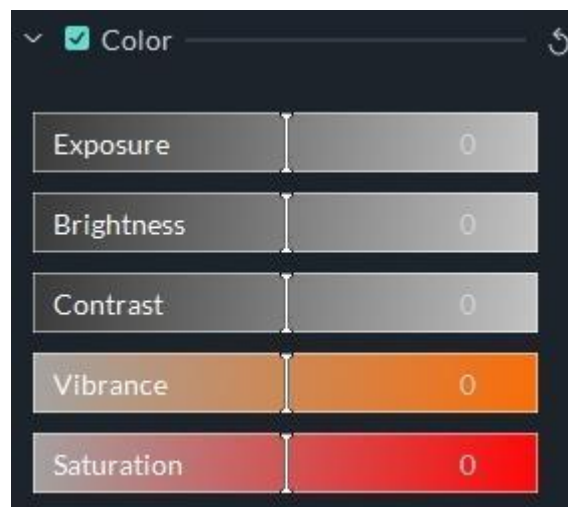 Color
Exposure 0
Brightness 0
Contrast 0
Vibrance 0
Saturation 0